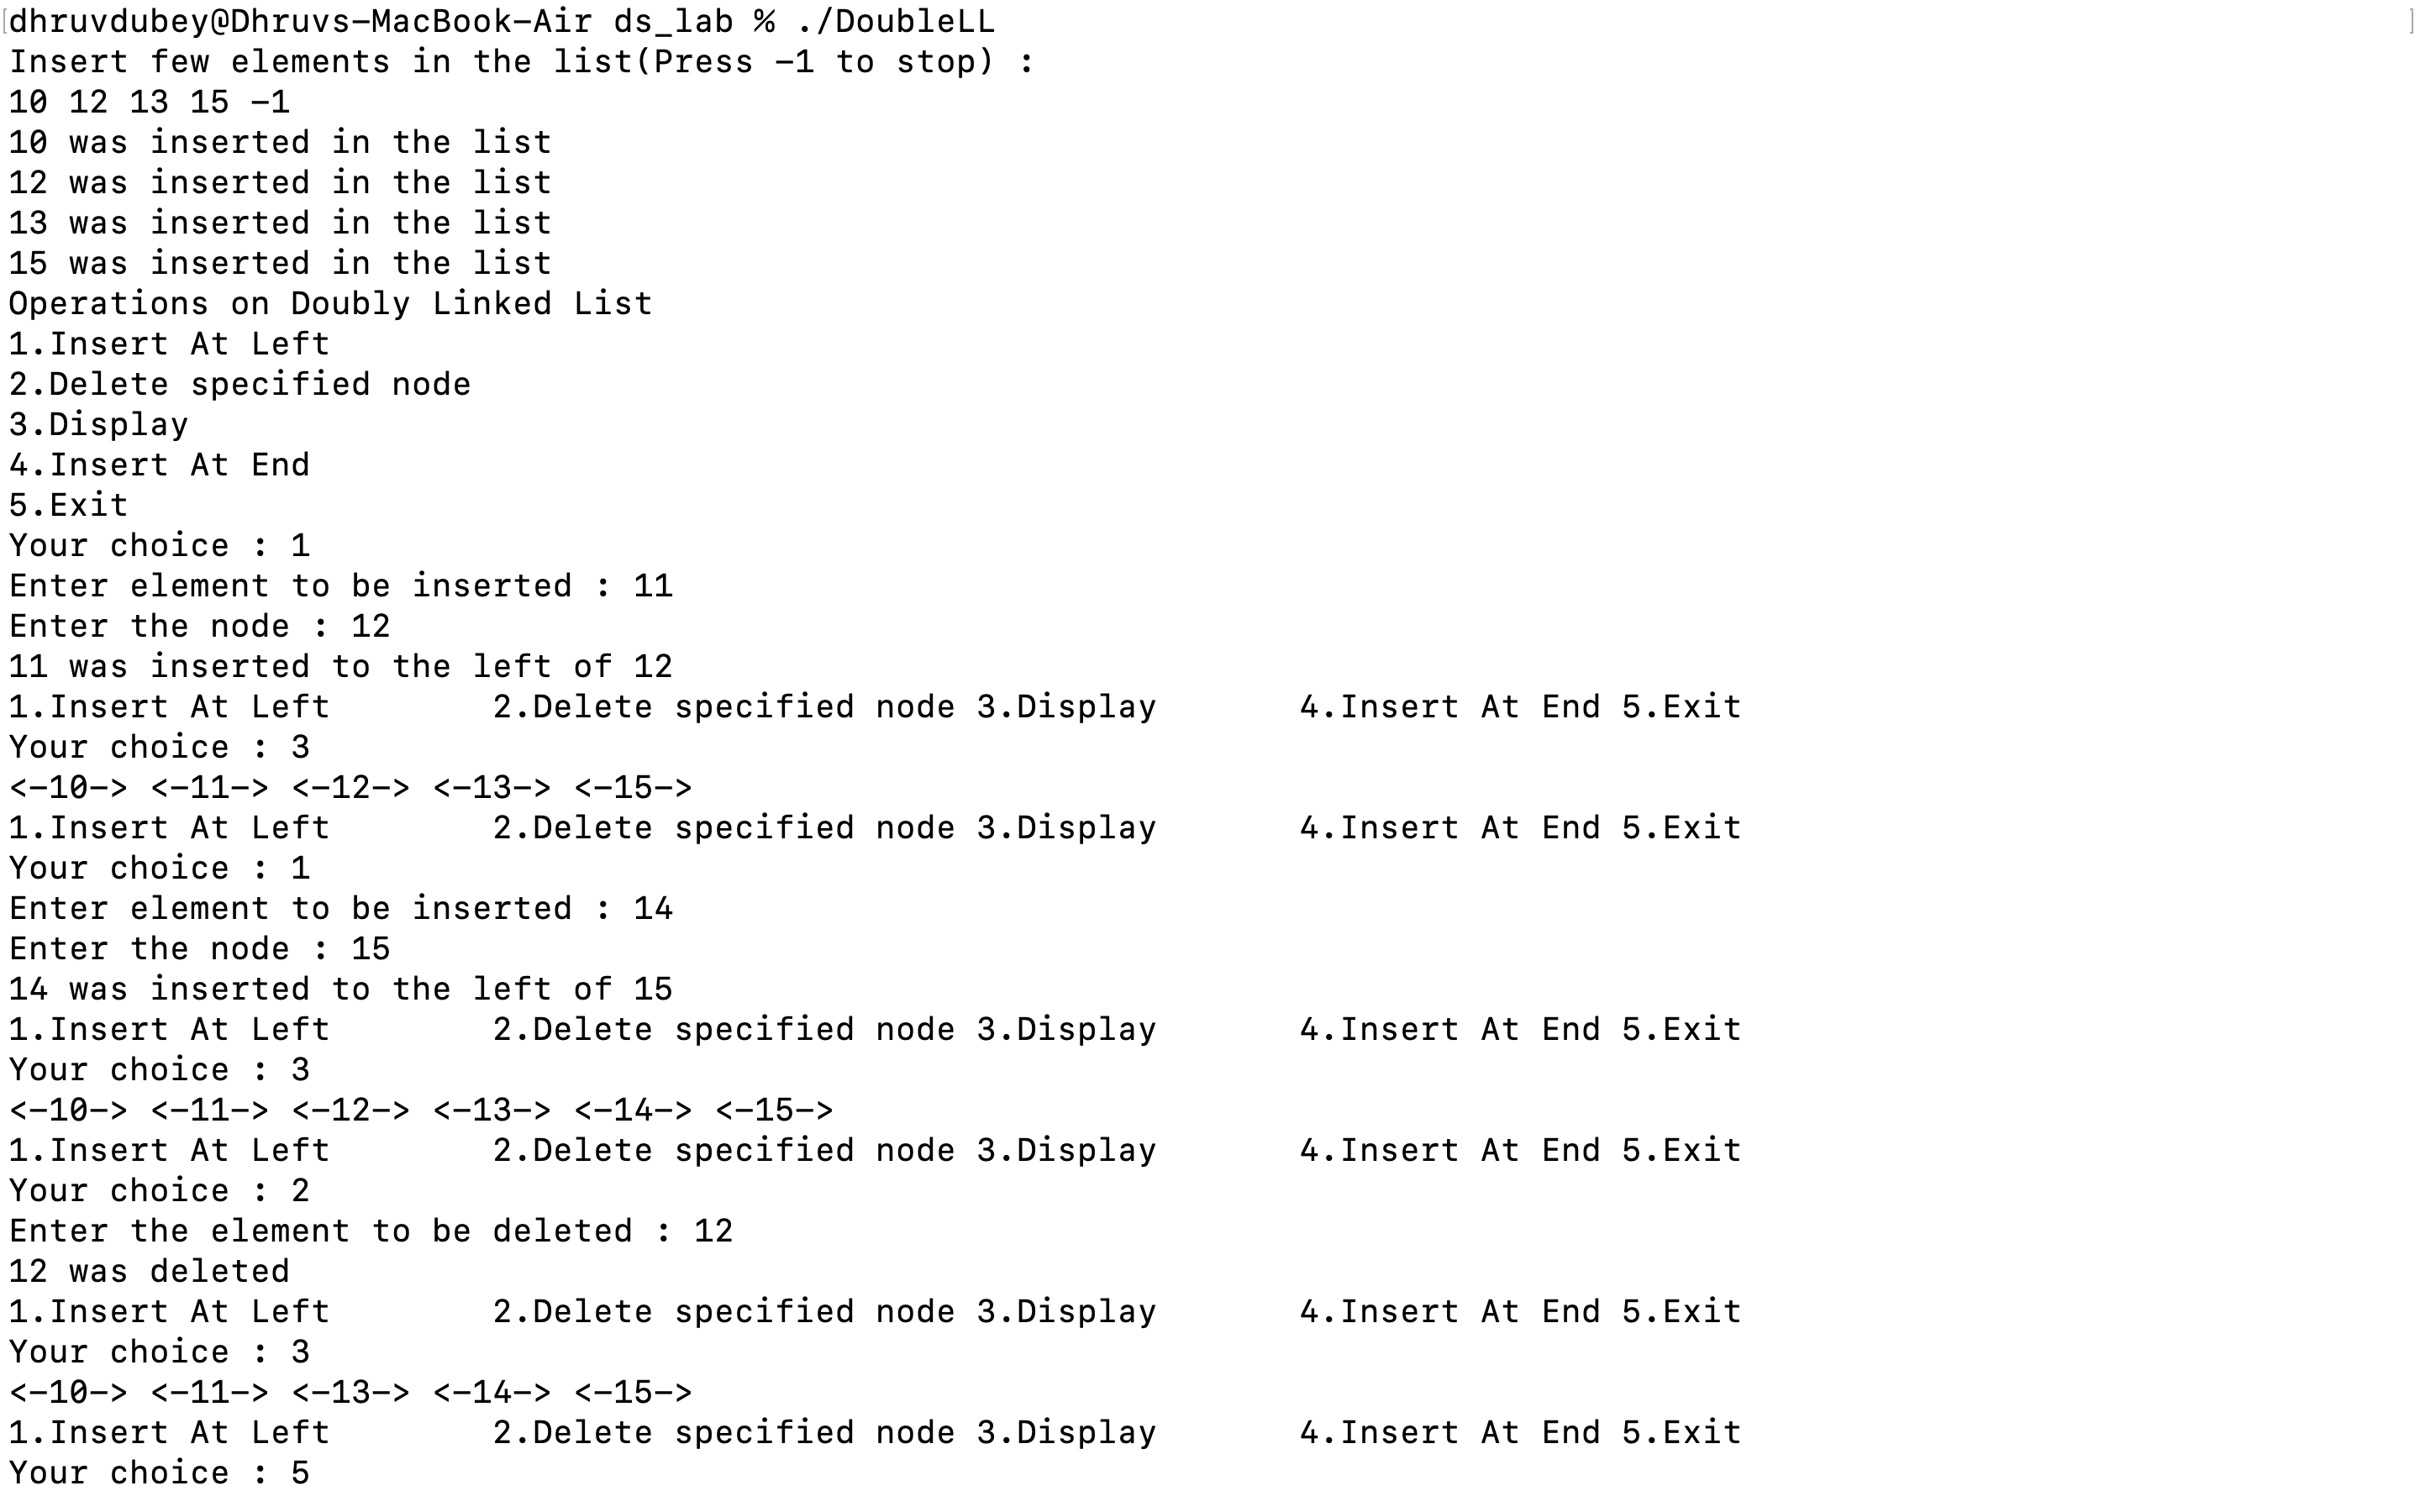 [dhruvdubey@Dhruvs-MacBook-Air ds_lab % ./DoubleLL ]
Insert few elements in the list(Press -1 to stop) :
10 12 13 15 -1
10 was inserted in the list
12 was inserted in the list
13 was inserted in the list
15 was inserted in the list
Operations on Doubly Linked List
1.Insert At Left
2.Delete specified node
3.Display
4.Insert At End
5.Exit
Your choice : 1
Enter element to be inserted : 11
Enter the node : 12
11 was inserted to the left of 12
1.Insert At Left        2.Delete specified node 3.Display       4.Insert At End 5.Exit
Your choice : 3
<-10-> <-11-> <-12-> <-13-> <-15->
1.Insert At Left        2.Delete specified node 3.Display       4.Insert At End 5.Exit
Your choice : 1
Enter element to be inserted : 14
Enter the node : 15
14 was inserted to the left of 15
1.Insert At Left        2.Delete specified node 3.Display       4.Insert At End 5.Exit
Your choice : 3
<-10-> <-11-> <-12-> <-13-> <-14-> <-15->
1.Insert At Left        2.Delete specified node 3.Display       4.Insert At End 5.Exit
Your choice : 2
Enter the element to be deleted : 12
12 was deleted
1.Insert At Left        2.Delete specified node 3.Display       4.Insert At End 5.Exit
Your choice : 3
<-10-> <-11-> <-13-> <-14-> <-15->
1.Insert At Left        2.Delete specified node 3.Display       4.Insert At End 5.Exit
Your choice : 5